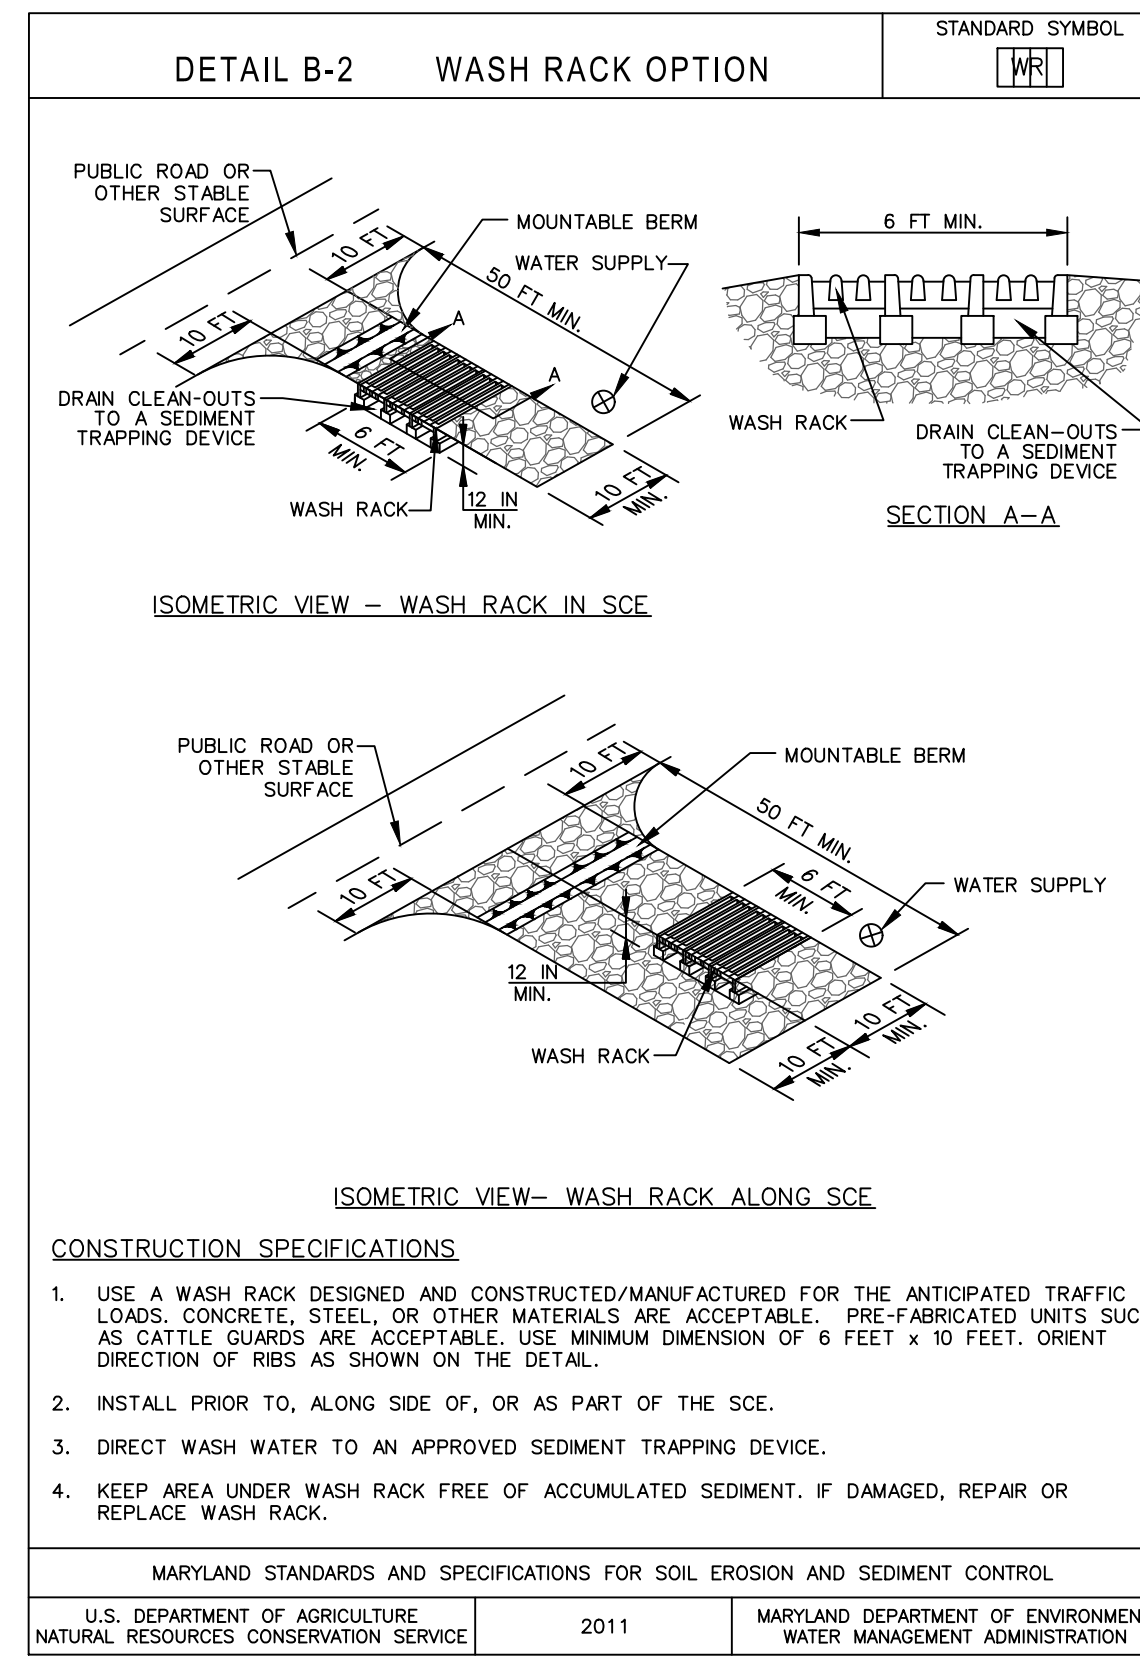 DETAIL B-2 WASH RACK OPTION
STANDARD SYMBOL
WR
PUBLIC ROAD OR
OTHER STABLE
SURFACE
MOUNTABLE BERM
WATER SUPPLY
10 FT
50 FT MIN.
10 FT
A
A
DRAIN CLEAN-OUTS
TO A SEDIMENT
TRAPPING DEVICE
6 FT
MIN.
WASH RACK
12 IN
MIN.
10 FT
MIN.
ISOMETRIC VIEW – WASH RACK IN SCE
6 FT MIN.
WASH RACK
DRAIN CLEAN-OUTS
TO A SEDIMENT
TRAPPING DEVICE
SECTION A-A
PUBLIC ROAD OR
OTHER STABLE
SURFACE
MOUNTABLE BERM
10 FT
50 FT MIN.
10 FT
6 FT
MIN.
WATER SUPPLY
12 IN
MIN.
WASH RACK
10 FT
MIN.
10 FT
MIN.
ISOMETRIC VIEW– WASH RACK ALONG SCE
CONSTRUCTION SPECIFICATIONS
1. USE A WASH RACK DESIGNED AND CONSTRUCTED/MANUFACTURED FOR THE ANTICIPATED TRAFFIC
LOADS. CONCRETE, STEEL, OR OTHER MATERIALS ARE ACCEPTABLE. PRE-FABRICATED UNITS SUC
AS CATTLE GUARDS ARE ACCEPTABLE. USE MINIMUM DIMENSION OF 6 FEET x 10 FEET. ORIENT
DIRECTION OF RIBS AS SHOWN ON THE DETAIL.
2. INSTALL PRIOR TO, ALONG SIDE OF, OR AS PART OF THE SCE.
3. DIRECT WASH WATER TO AN APPROVED SEDIMENT TRAPPING DEVICE.
4. KEEP AREA UNDER WASH RACK FREE OF ACCUMULATED SEDIMENT. IF DAMAGED, REPAIR OR
REPLACE WASH RACK.
MARYLAND STANDARDS AND SPECIFICATIONS FOR SOIL EROSION AND SEDIMENT CONTROL
U.S. DEPARTMENT OF AGRICULTURE
NATURAL RESOURCES CONSERVATION SERVICE
2011
MARYLAND DEPARTMENT OF ENVIRONMEN
WATER MANAGEMENT ADMINISTRATION